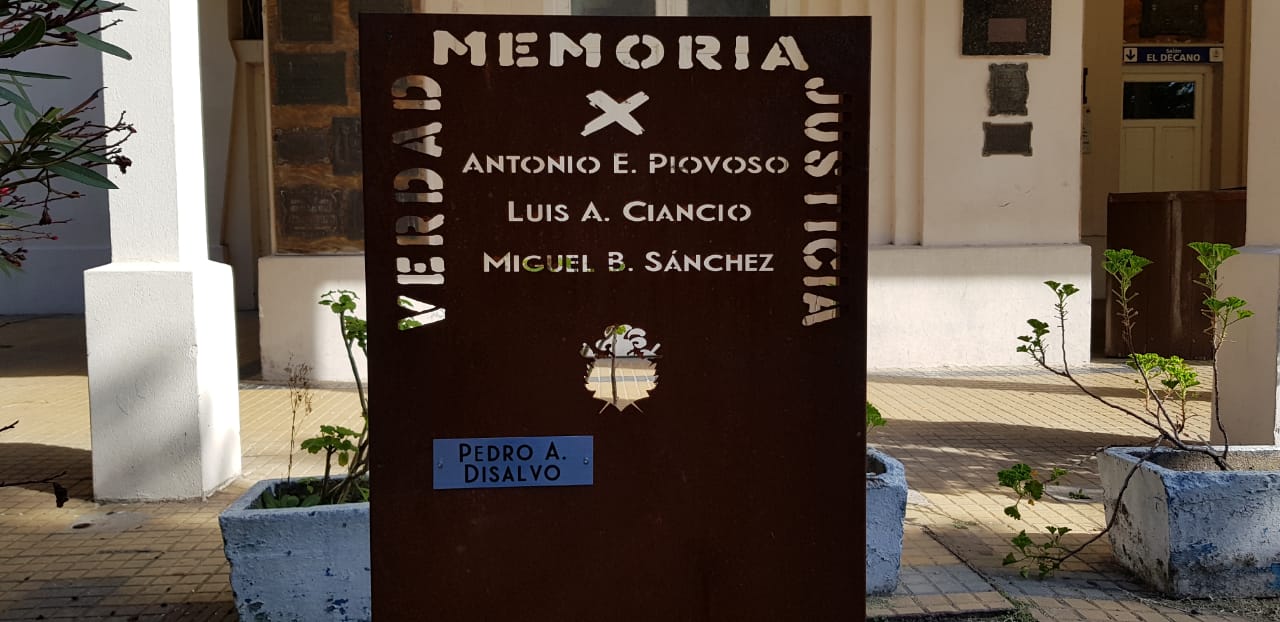 MEMORIA
VERDAD
JUSTICIA
X
ANTONIO E. PIOVOSO
LUIS A. CIANCIO
MIGUEL B. SÁNCHEZ
PEDRO A.
DISALVO
Salón
EL DECANO